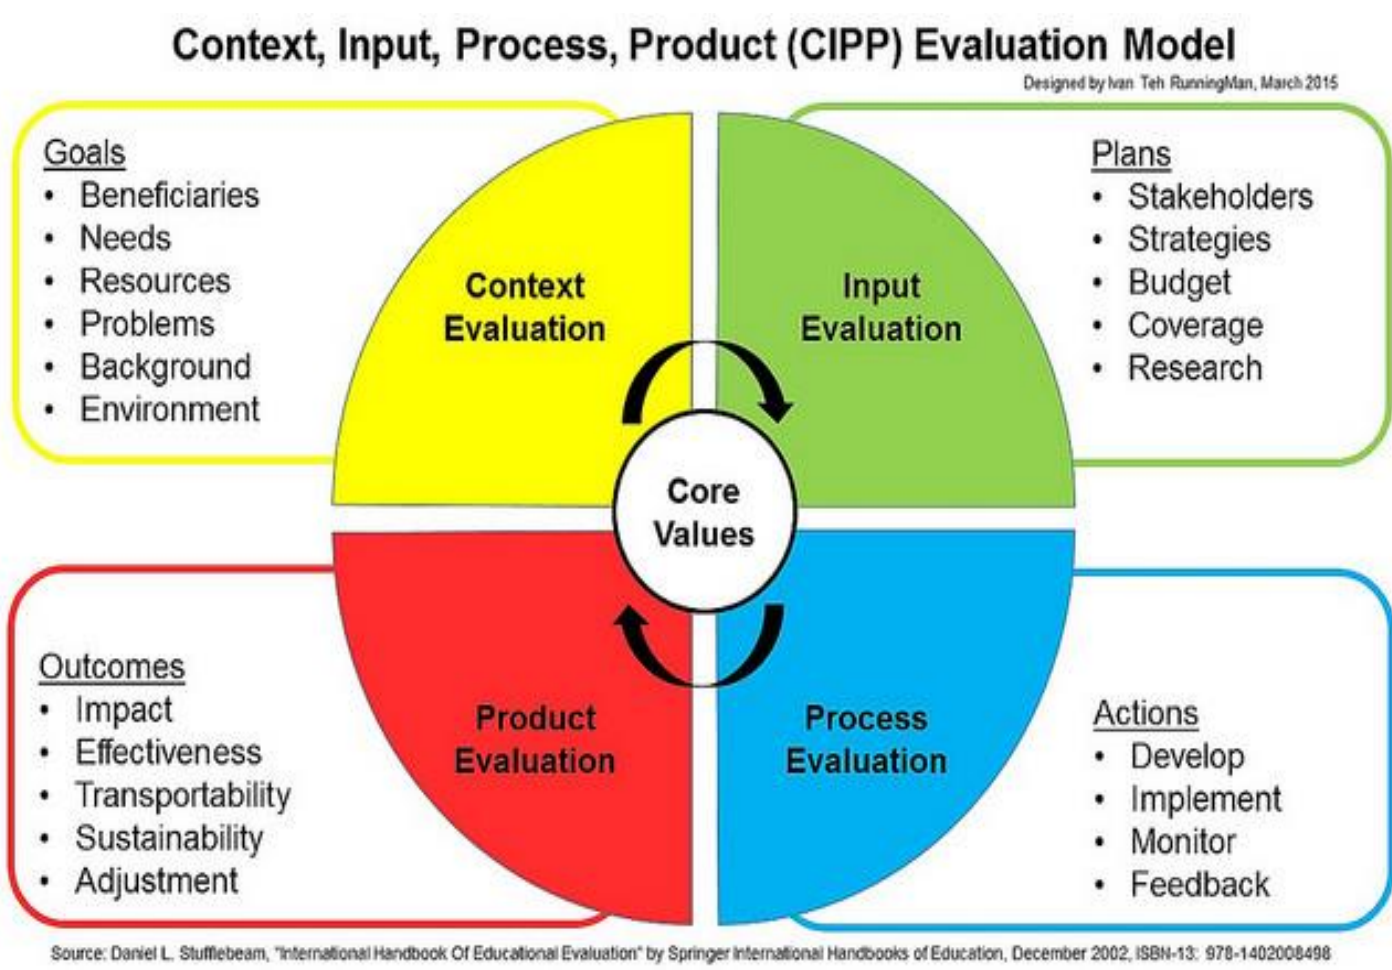 Context, Input, Process, Product (CIPP) Evaluation Model
Designed by Ivan Teh RunningMan, March 2015
Goals
• Beneficiaries
• Needs
• Resources
• Problems
• Background
• Environment
Context
Evaluation
Input
Evaluation
Plans
• Stakeholders
• Strategies
• Budget
• Coverage
• Research
Core
Values
Outcomes
• Impact
• Effectiveness
• Transportability
• Sustainability
• Adjustment
Product
Evaluation
Process
Evaluation
Actions
• Develop
• Implement
• Monitor
• Feedback
Source: Daniel L. Stufflebeam, "International Handbook Of Educational Evaluation" by Springer International Handbooks of Education, December 2002, ISBN-13: 978-1402008498